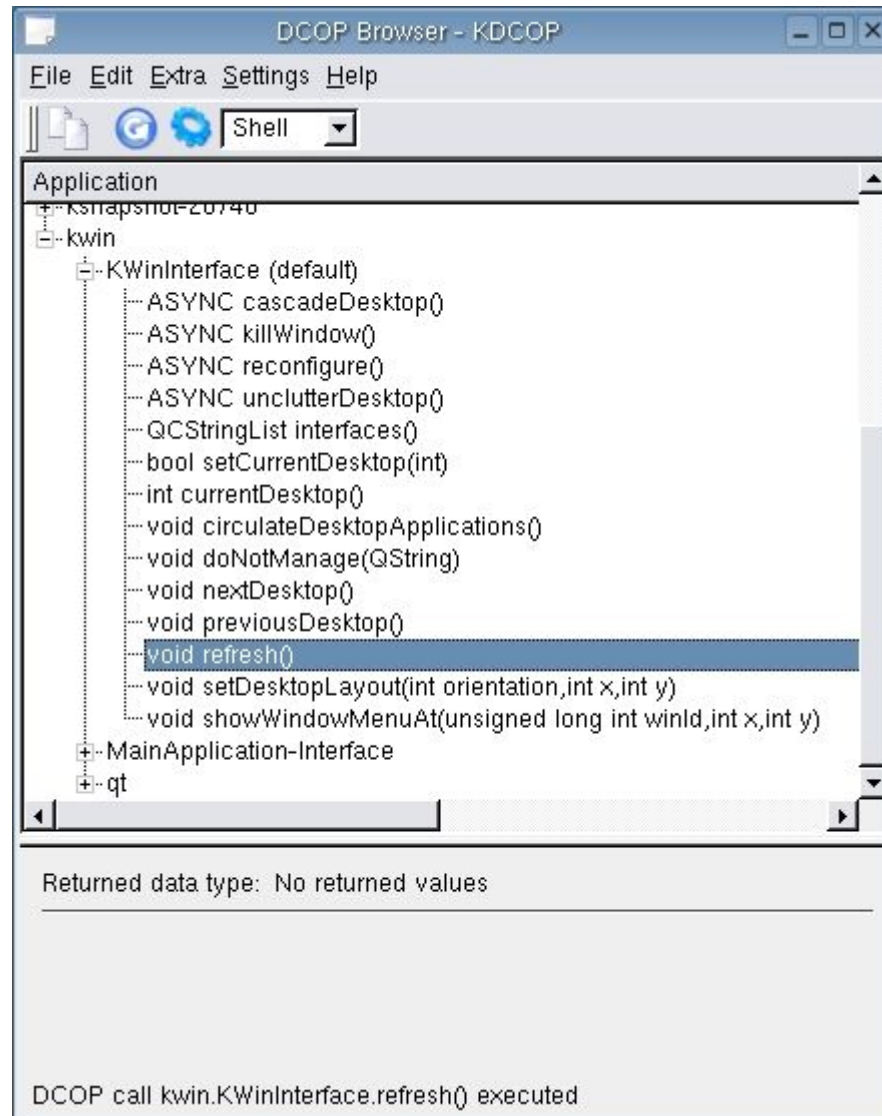 DCOP Browser - KDCOP
File Edit Extra Settings Help
Shell
Application
ksnapshot-20740
kwin
KWinInterface (default)
ASYNC cascadeDesktop()
ASYNC killWindow()
ASYNC reconfigure()
ASYNC unclutterDesktop()
QCStringList interfaces()
bool setCurrentDesktop(int)
int currentDesktop()
void circulateDesktopApplications()
void doNotManage(QString)
void nextDesktop()
void previousDesktop()
void refresh()
void setDesktopLayout(int orientation,int x,int y)
void showWindowMenuAt(unsigned long int winId,int x,int y)
MainApplication-Interface
qt
Returned data type: No returned values
DCOP call kwin.KWinInterface.refresh() executed